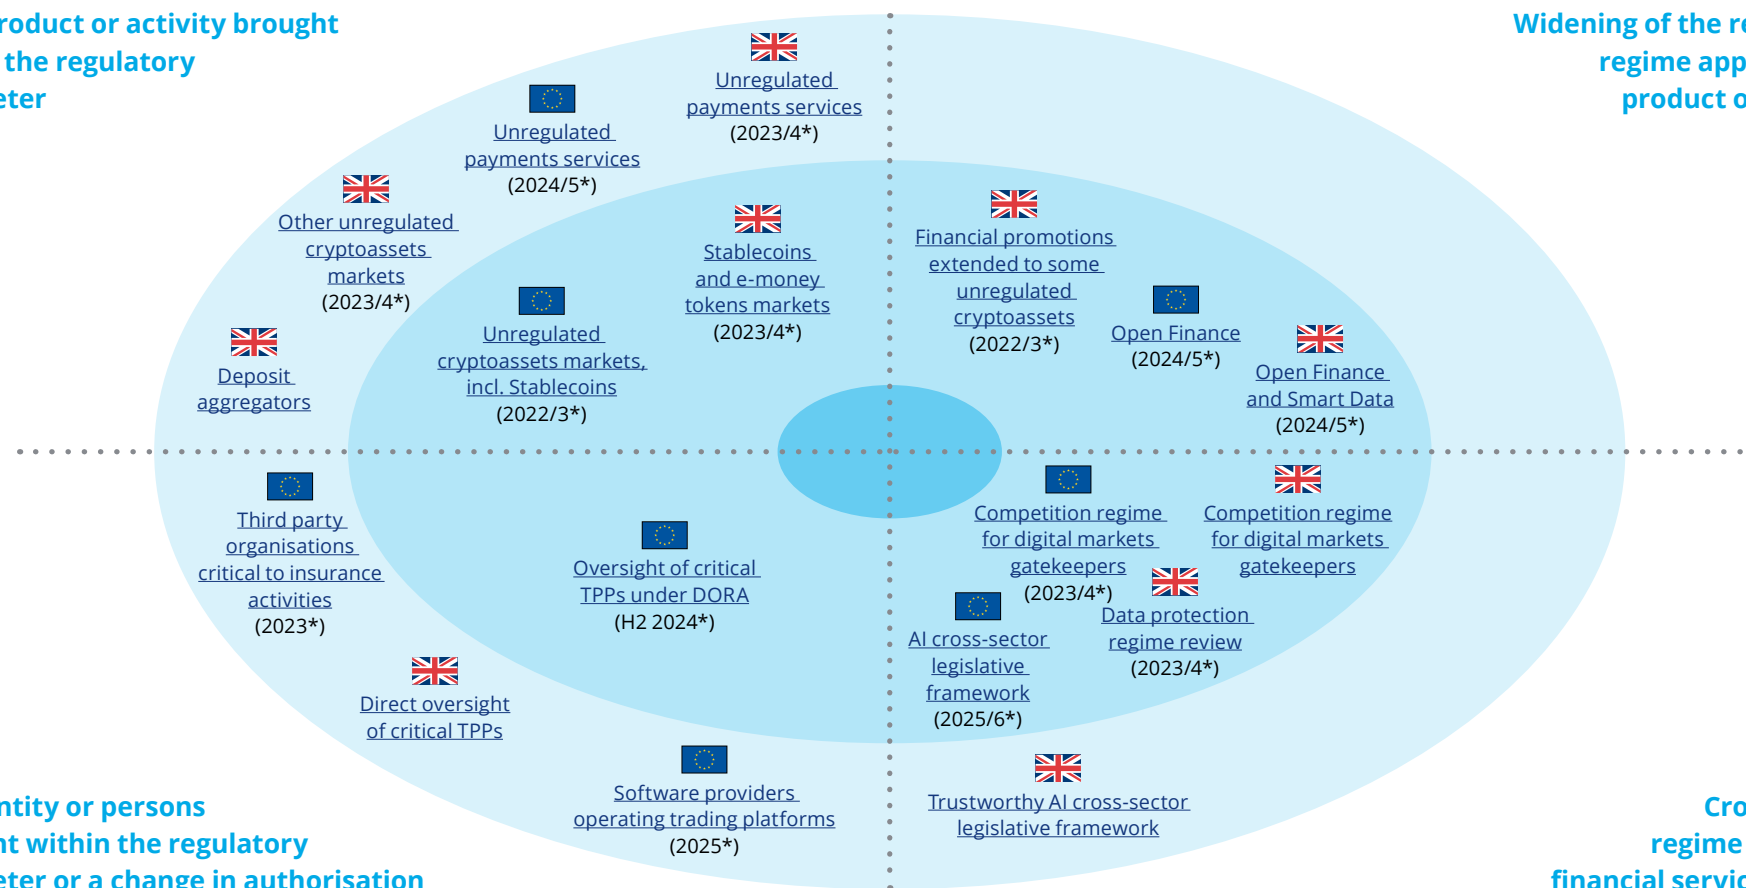 roduct or activity brought
the regulatory
eter
Widening of the re
regime app
product o
Unregulated
payments services
(2023/4*)
Unregulated
payments services
(2024/5*)
Other unregulated
cryptoassets
markets
(2023/4*)
Deposit
aggregators
Stablecoins
and e-money
tokens markets
(2023/4*)
Unregulated
cryptoassets markets,
incl. Stablecoins
(2022/3*)
Financial promotions
extended to some
unregulated
cryptoassets
(2022/3*)
Open Finance
(2024/5*)
Open Finance
and Smart Data
(2024/5*)
Third party
organisations
critical to insurance
activities
(2023*)
Oversight of critical
TPPs under DORA
(H2 2024*)
Direct oversight
of critical TPPs
Software providers
operating trading platforms
(2025*)
Competition regime
for digital markets
gatekeepers
(2023/4*)
Competition regime
for digital markets
gatekeepers
Data protection
regime review
(2023/4*)
AI cross-sector
legislative
framework
(2025/6*)
Trustworthy AI cross-sector
legislative framework
ntity or persons
nt within the regulatory
eter or a change in authorisation
Cro
regime
financial servic